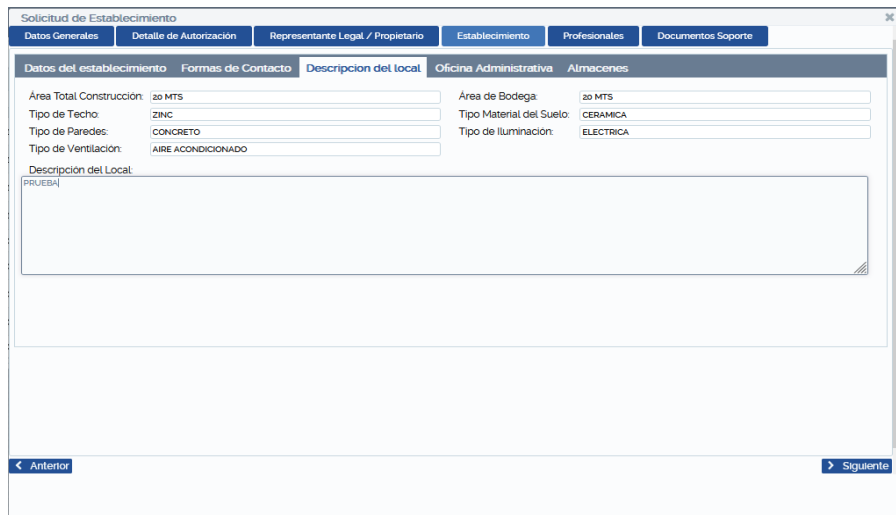 Solicitud de Establecimiento
Datos Generales Detalle de Autorización Representante Legal / Propietario Establecimiento Profesionales Documentos Soporte
Datos del establecimiento Formas de Contacto Descripcion del local Oficina Administrativa Almacenes
Área Total Construcción: 20 MTS Área de Bodega: 20 MTS
Tipo de Techo: ZINC Tipo Material del Suelo: CERAMICA
Tipo de Paredes: CONCRETO Tipo de Iluminación: ELECTRICA
Tipo de Ventilación: AIRE ACONDICIONADO
Descripción del Local:
PRUEBA
Anterior Siguiente